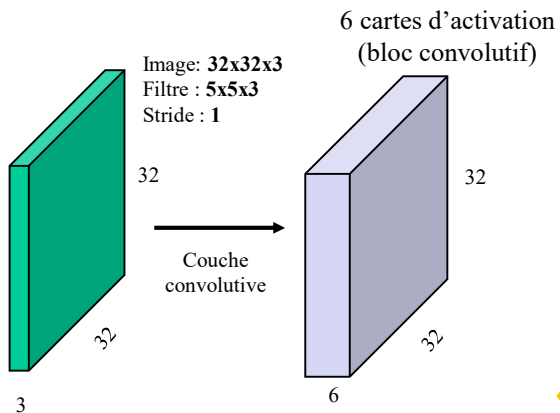 6 cartes d’activation
(bloc convolutif)
Image: 32x32x3
Filtre : 5x5x3
Stride : 1
32
32
3
Couche
convolutive
32
32
6